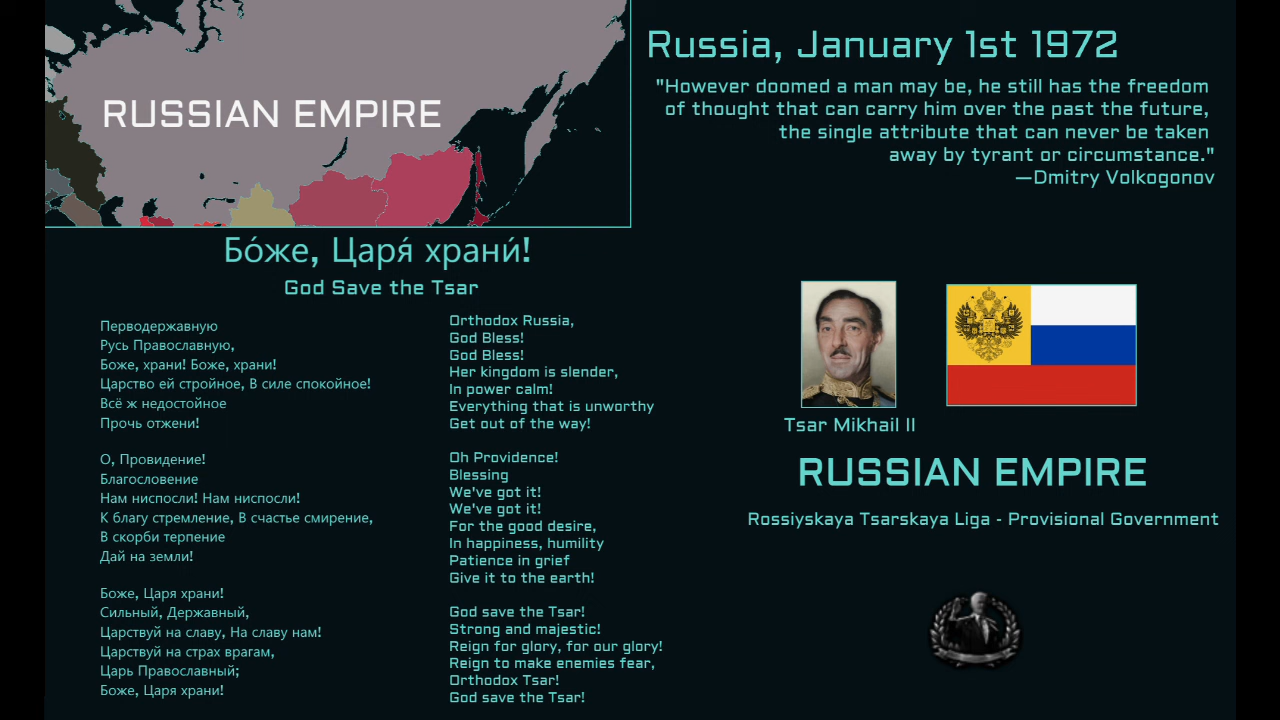 RUSSIAN EMPIRE
Russia, January 1st 1972
"However doomed a man may be, he still has the freedom
of thought that can carry him over the past the future,
the single attribute that can never be taken
away by tyrant or circumstance."
—Dmitry Volkogonov
Бо́же, Царя́ храни́!
God Save the Tsar
Перводержавную
Русь Православную,
Боже, храни! Боже, храни!
Царство ей стройное, В силе спокойное!
Всё ж недостойное
Прочь отжени!
О, Провидение!
Благословение
Нам ниспосли! Нам ниспосли!
К благу стремление, В счастье смирение,
В скорби терпение
Дай на земли!
Боже, Царя храни!
Сильный, Державный,
Царствуй на славу, На славу нам!
Царствуй на страх врагам,
Царь Православный;
Боже, Царя храни!
Orthodox Russia,
God Bless!
God Bless!
Her kingdom is slender,
In power calm!
Everything that is unworthy
Get out of the way!
Oh Providence!
Blessing
We've got it!
We've got it!
For the good desire,
In happiness, humility
Patience in grief
Give it to the earth!
God save the Tsar!
Strong and majestic!
Reign for glory, for our glory!
Reign to make enemies fear,
Orthodox Tsar!
God save the Tsar!
Tsar Mikhail II
RUSSIAN EMPIRE
Rossiyskaya Tsarskaya Liga - Provisional Government